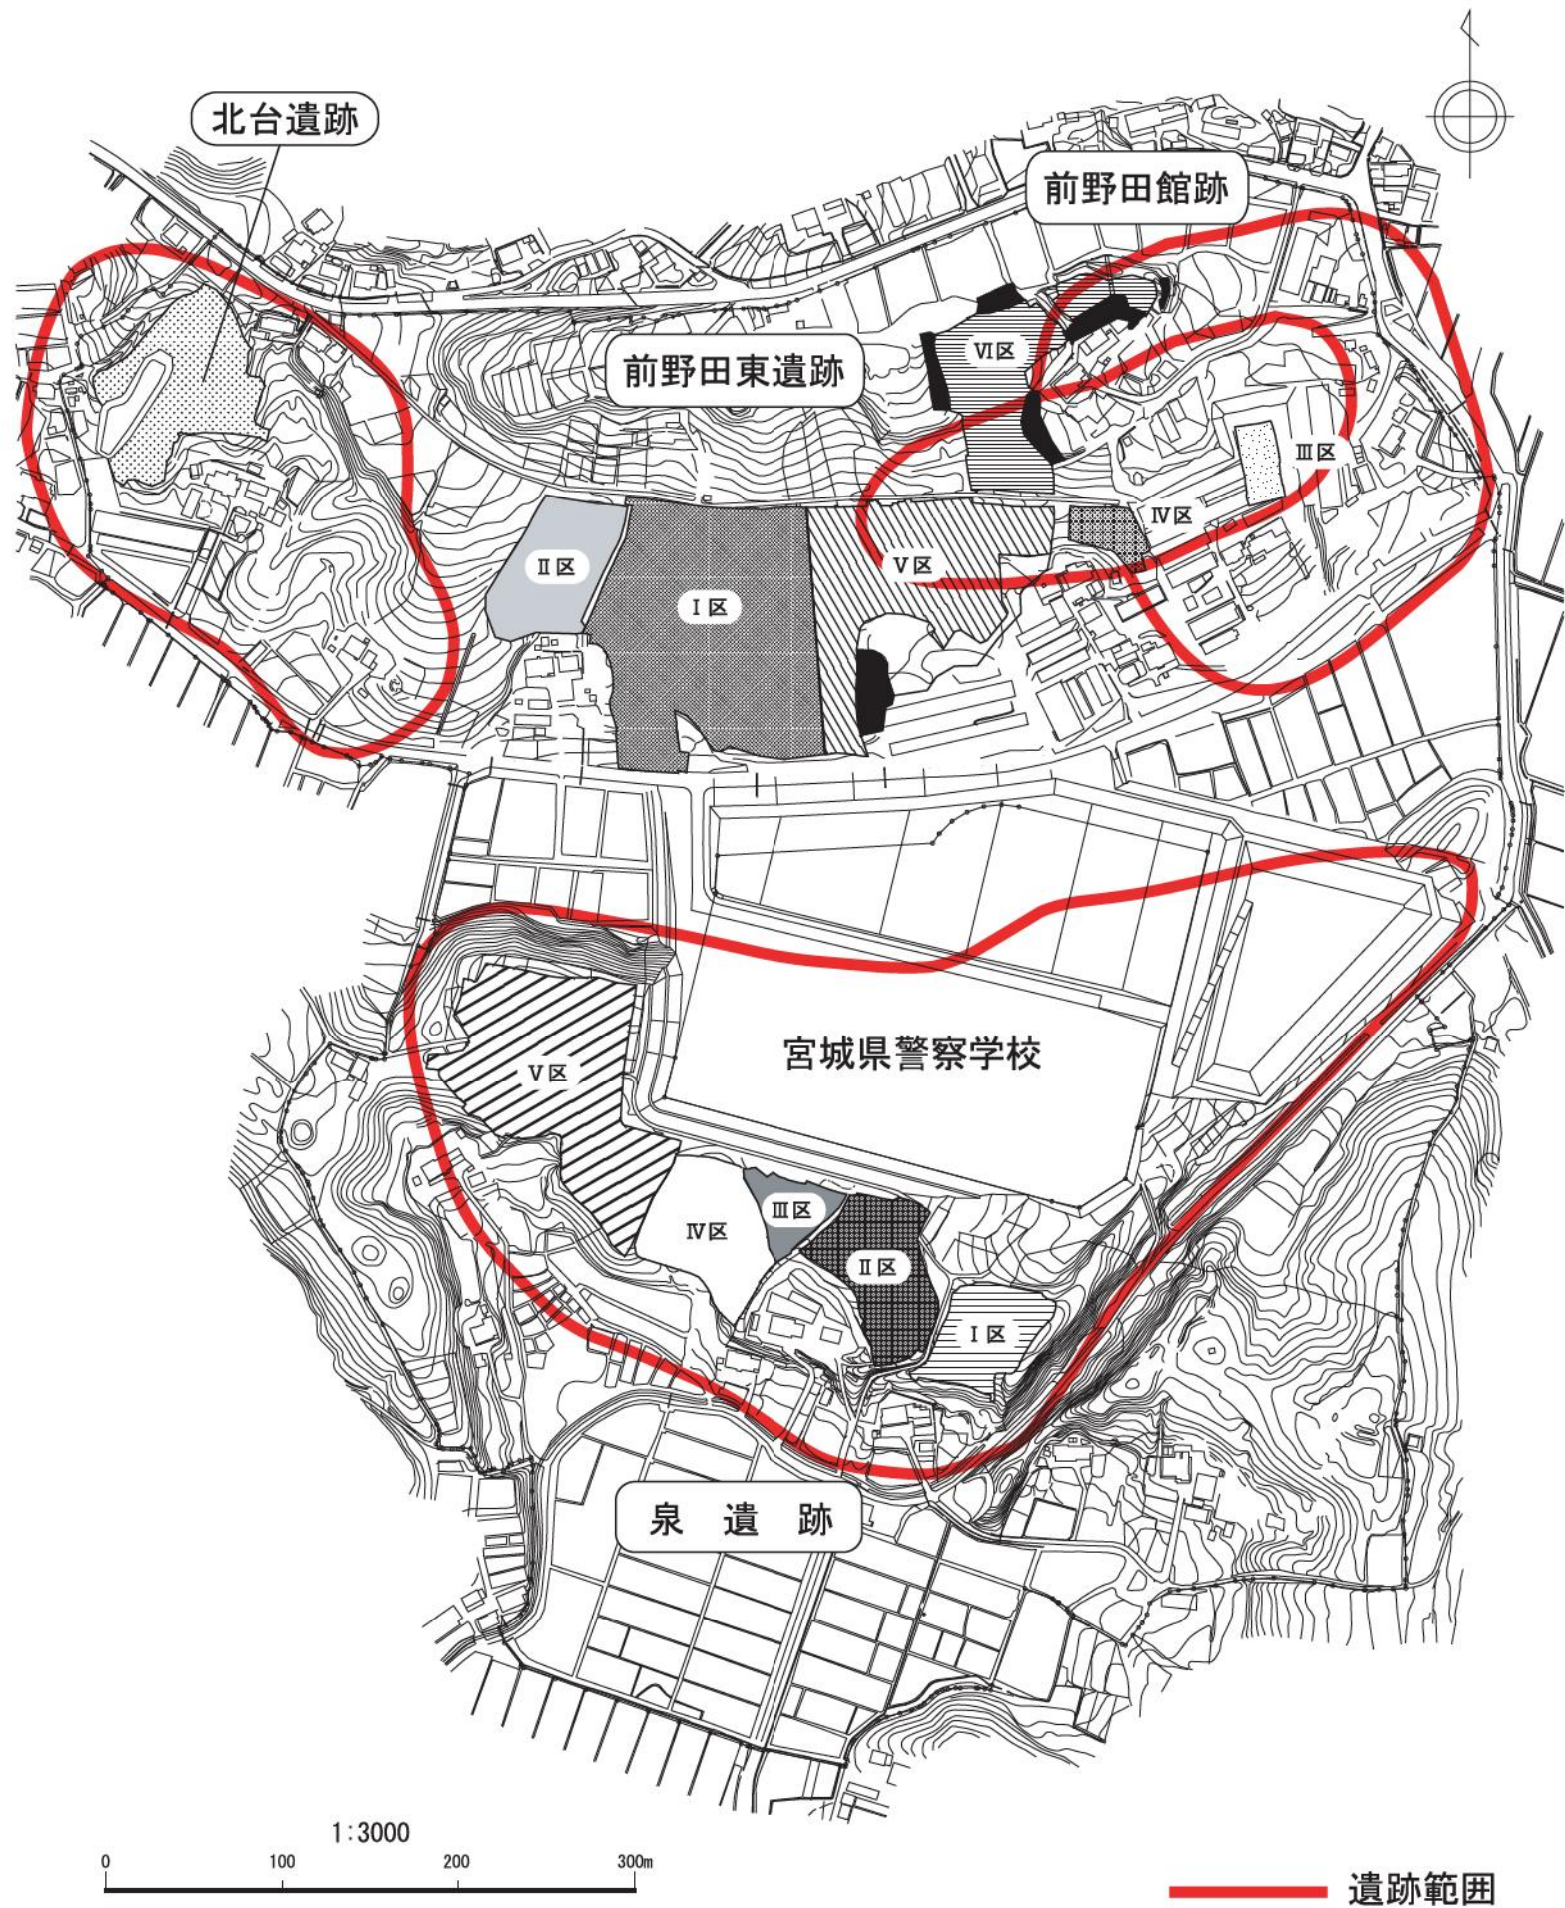 北台遺跡
前野田館跡
前野田東遺跡
Ⅵ区
Ⅲ区
Ⅳ区
Ⅱ区
Ⅴ区
Ⅰ区
宮城県警察学校
Ⅴ区
Ⅲ区
Ⅳ区
Ⅱ区
Ⅰ区
泉 遺 跡
1:3000
0 100 200 300m
遺跡範囲